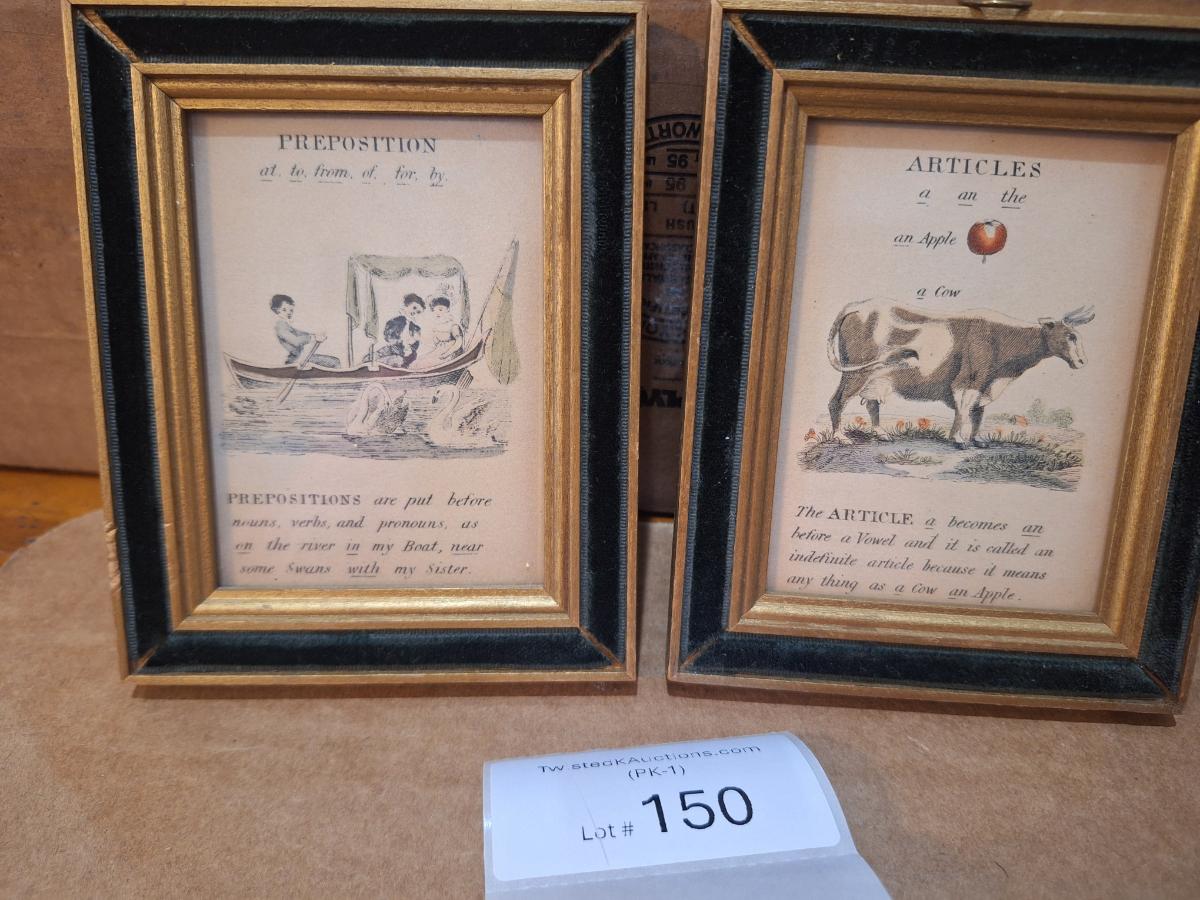 PREPOSITION
at, to, from, of, for, by.
PREPOSITIONS are put before
nouns, verbs, and pronouns, as
on the river in my Boat, near
some Swans with my Sister.
ARTICLES
a an the
an Apple
a Cow
The ARTICLE a becomes an
before a Vowel and it is called an
indefinite article because it means
any thing as a Cow an Apple.
WORTH
95
95
(PK-1)
Lot # 150